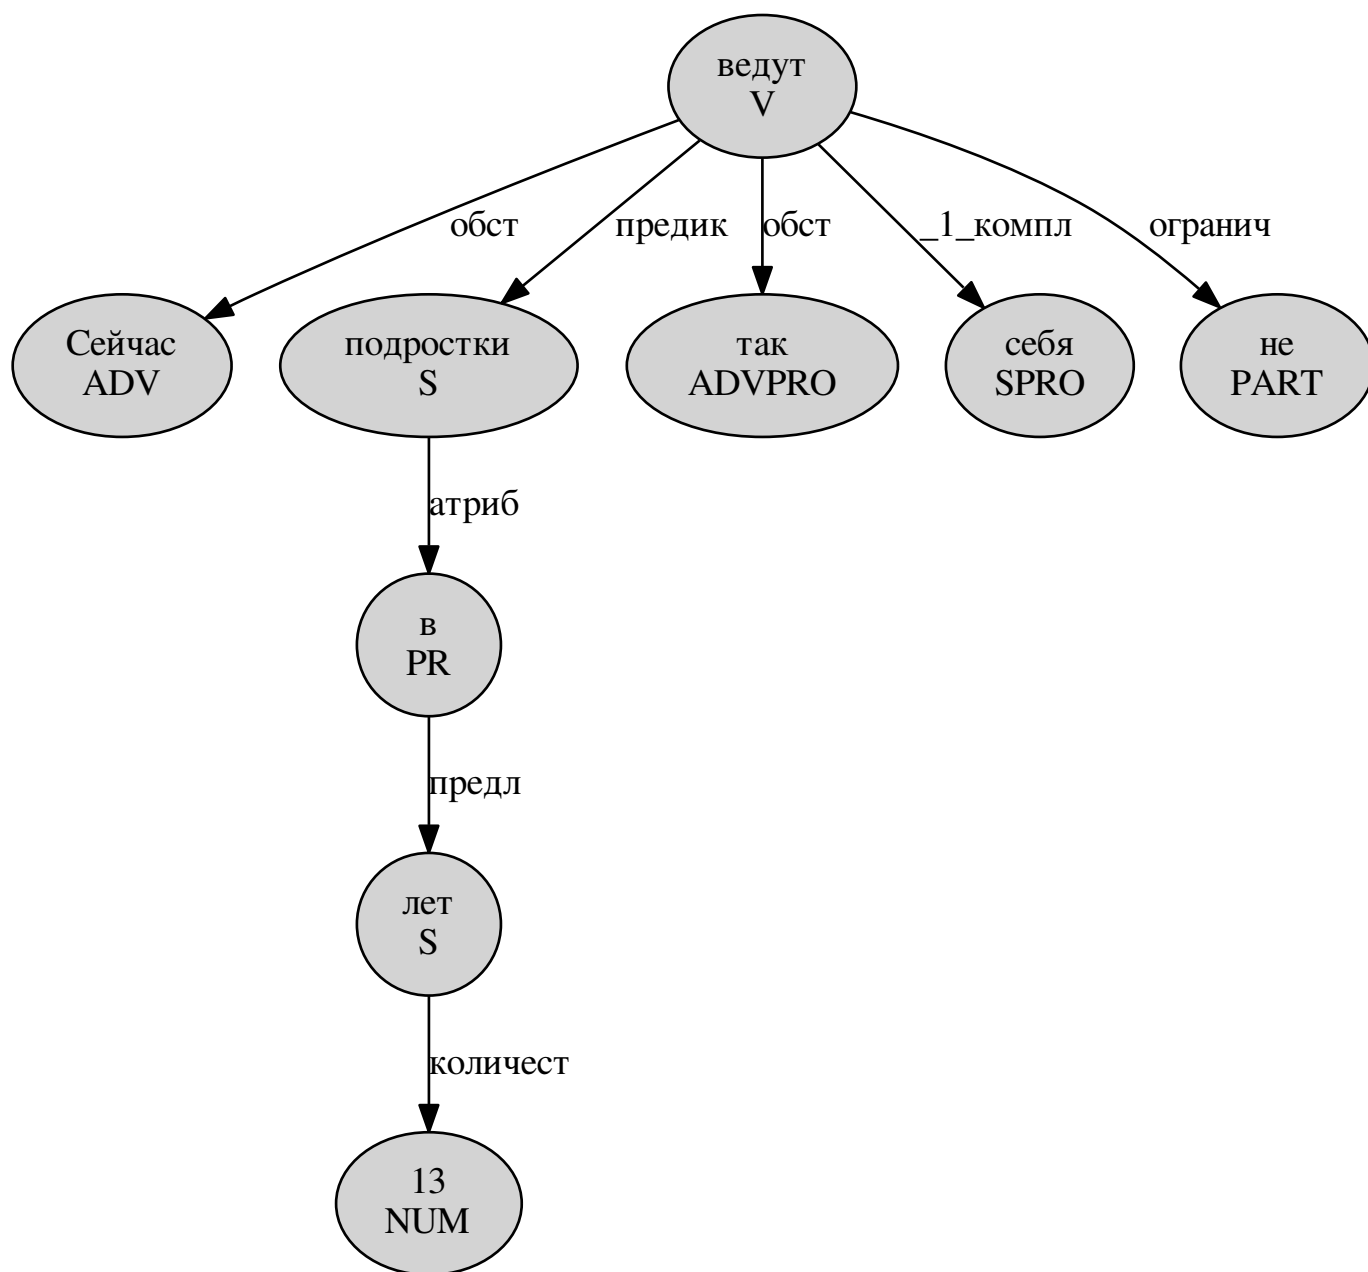 ведут
V
обст
предик
обст
_1_компл
огранич
Сейчас
ADV
подростки
S
так
ADVPRO
себя
SPRO
не
PART
атриб
в
PR
предл
лет
S
количест
13
NUM